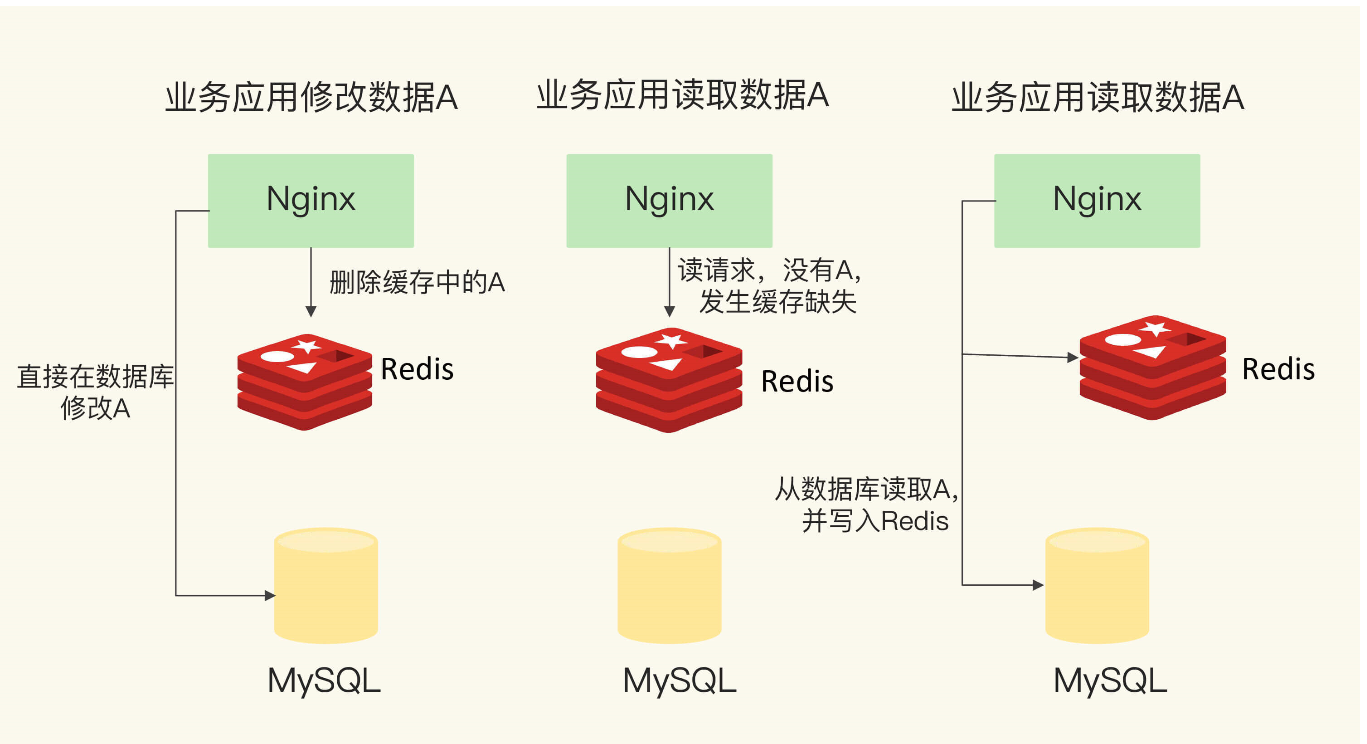 业务应用修改数据A
Nginx
删除缓存中的A
Redis
直接在数据库
修改A
MySQL
业务应用读取数据A
Nginx
读请求，没有A，
发生缓存缺失
Redis
MySQL
业务应用读取数据A
Nginx
Redis
从数据库读取A，
并写入Redis
MySQL